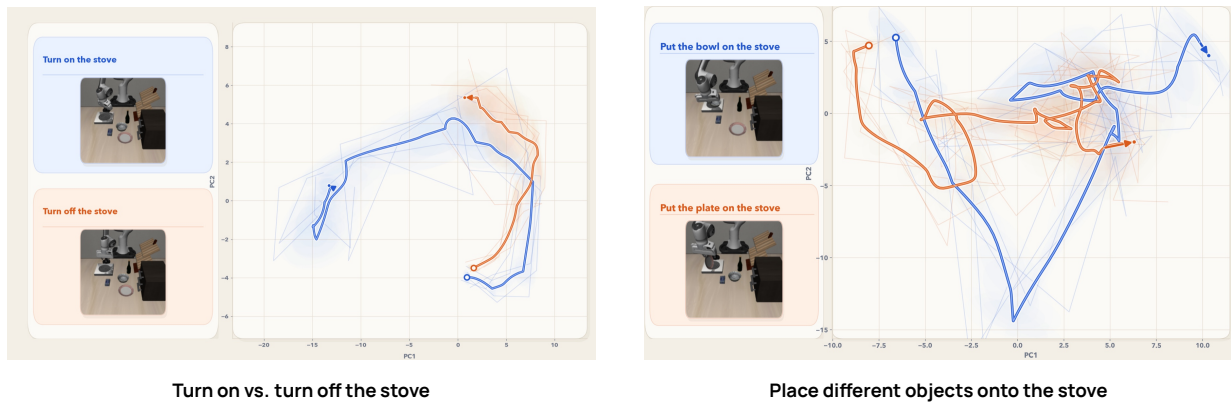 Turn on the stove
Turn off the stove
PC2
8
6
4
2
0
−2
−4
−6
−20
−15
−10
−5
0
5
10
PC1
Turn on vs. turn off the stove
Put the bowl on the stove
Put the plate on the stove
PC2
5
0
−5
−10
−15
−10.0
−7.5
−5.0
−2.5
0.0
2.5
5.0
7.5
10.0
PC1
Place different objects onto the stove